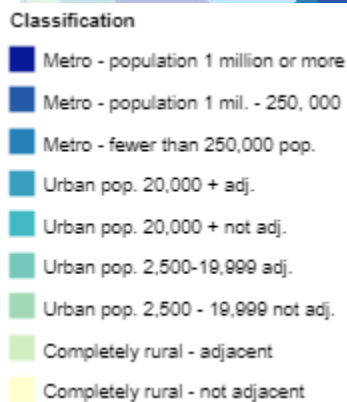 Classification
Metro - population 1 million or more
Metro - population 1 mil. - 250, 000
Metro - fewer than 250,000 pop.
Urban pop. 20,000 + adj.
Urban pop. 20,000 + not adj.
Urban pop. 2,500-19,999 adj.
Urban pop. 2,500 - 19,999 not adj.
Completely rural - adjacent
Completely rural - not adjacent